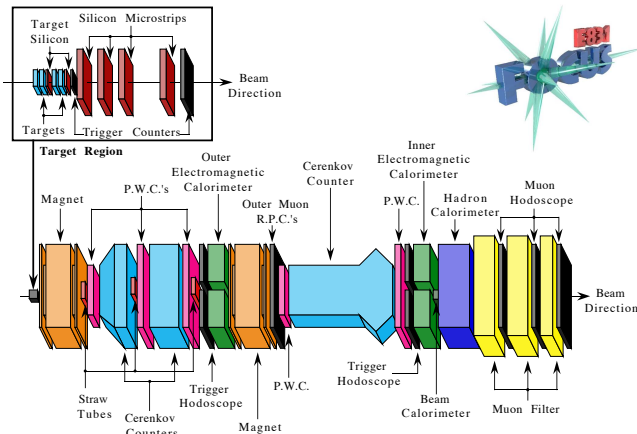 Silicon Microstrips
Target
Silicon
Beam
Direction
Targets
Trigger Counters
Target Region
Magnet
P.W.C.'s
Outer
Electromagnetic
Calorimeter
Outer Muon
R.P.C.'s
Cerenkov
Counter
Inner
Electromagnetic
Calorimeter
P.W.C.
Hadron
Calorimeter
Muon
Hodoscope
Beam
Direction
Straw
Tubes
Cerenkov
Counters
Trigger
Hodoscope
Magnet
P.W.C.
Trigger
Hodoscope
Beam
Calorimeter
Muon Filter
FOCUS
E831